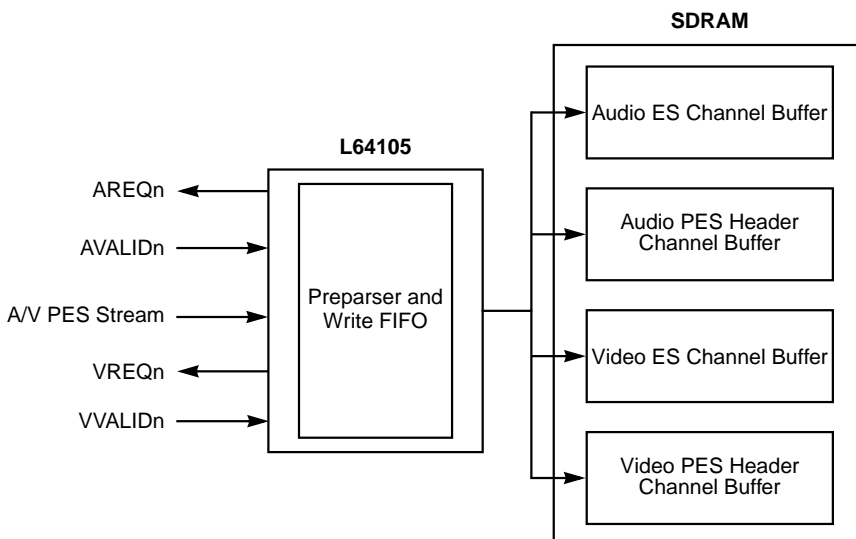 SDRAM
Audio ES Channel Buffer
L64105
AREQn
Audio PES Header
Channel Buffer
AVALIDn
Preparser and
Write FIFO
A/V PES Stream
Video ES Channel Buffer
VREQn
VVALIDn
Video PES Header
Channel Buffer